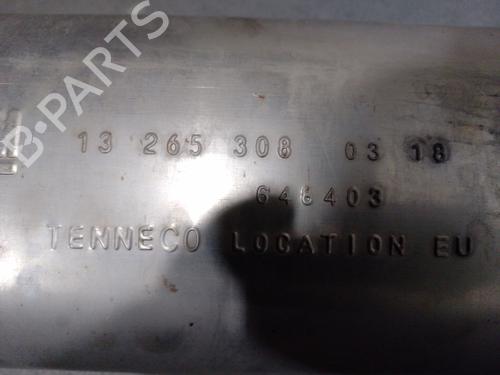 B-PARTS
13 265 308 03 18
646403
TENNECO LOCATION EU